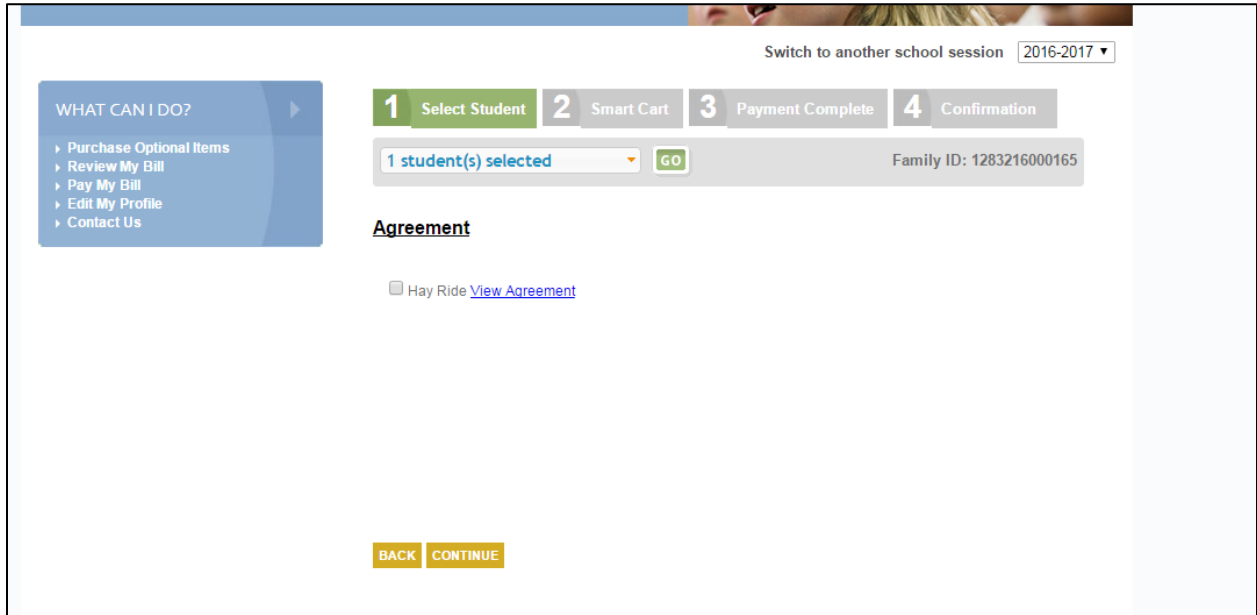 Switch to another school session 2016-2017
WHAT CAN I DO?
Purchase Optional Items
Review My Bill
Pay My Bill
Edit My Profile
Contact Us
1 Select Student 2 Smart Cart 3 Payment Complete 4 Confirmation
1 student(s) selected GO Family ID: 1283216000165
Agreement
Hay Ride View Agreement
BACK CONTINUE